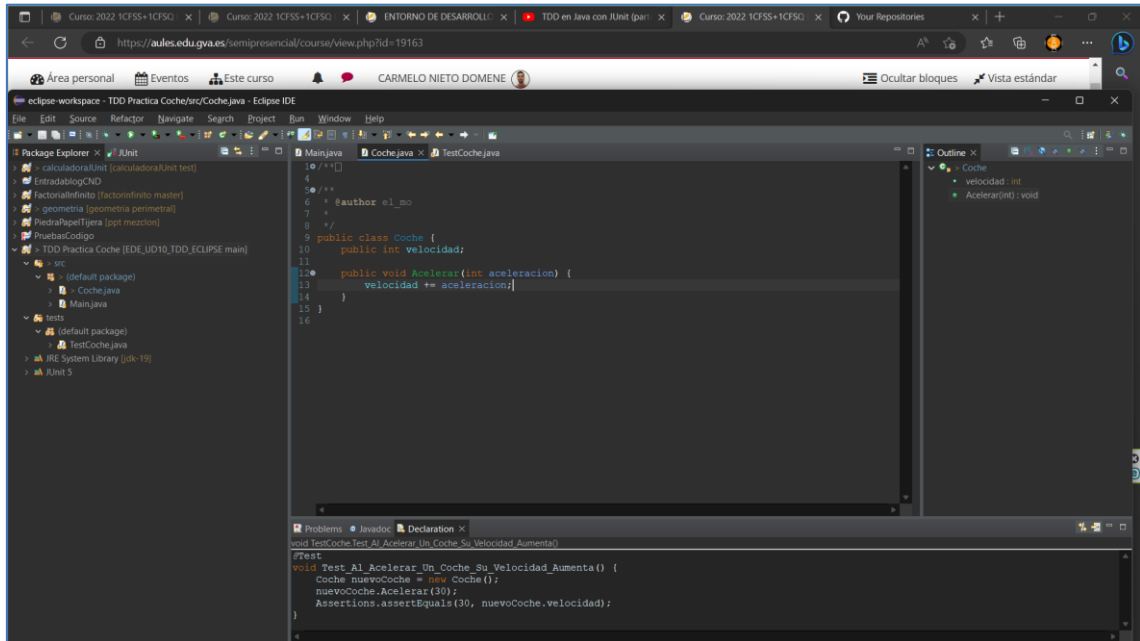 Curso: 2022 1CFSS+1CFSQ
Curso: 2022 1CFSS+1CFSQ
ENTORNO DE DESARROLLO
TDD en Java con JUnit (part
Curso: 2022 1CFSS+1CFSQ
Your Repositories
https://aules.edu.gva.es/semipresencial/course/view.php?id=19163
Área personal Eventos Este curso CARMELO NIETO DOMENE Ocultar bloques Vista estándar
eclipse-workspace - TDD Practica Coche/src/Coche.java - Eclipse IDE
File Edit Source Refactor Navigate Search Project Run Window Help
Package Explorer JUnit
> calculadoraJUnit [calculadoraJUnit test]
EntradablogCND
FactorialInfinito [factorinfinito master]
> geometria [geometria perimetral]
PiedraPapelTijera [ppt mezclon]
PruebasCodigo
> TDD Practica Coche [EDE_UD10_TDD_ECLIPSE main]
> src
> (default package)
> Coche.java
> Main.java
tests
(default package)
> TestCoche.java
> JRE System Library [jdk-19]
> JUnit 5
Main.java Coche.java TestCoche.java
1 /**
4
5 /**
6 * @author el_mo
7 *
8 */
9 public class Coche {
10 public int velocidad;
11
12 public void Acelerar(int aceleracion) {
13 velocidad += aceleracion;
14 }
15 }
16
Outline
> Coche
velocidad : int
Acelerar(int) : void
Problems Javadoc Declaration
void TestCoche.Test_Al_Acelerar_Un_Coche_Su_Velocidad_Aumenta()
@Test
void Test_Al_Acelerar_Un_Coche_Su_Velocidad_Aumenta() {
Coche nuevoCoche = new Coche();
nuevoCoche.Acelerar(30);
Assertions.assertEquals(30, nuevoCoche.velocidad);
}